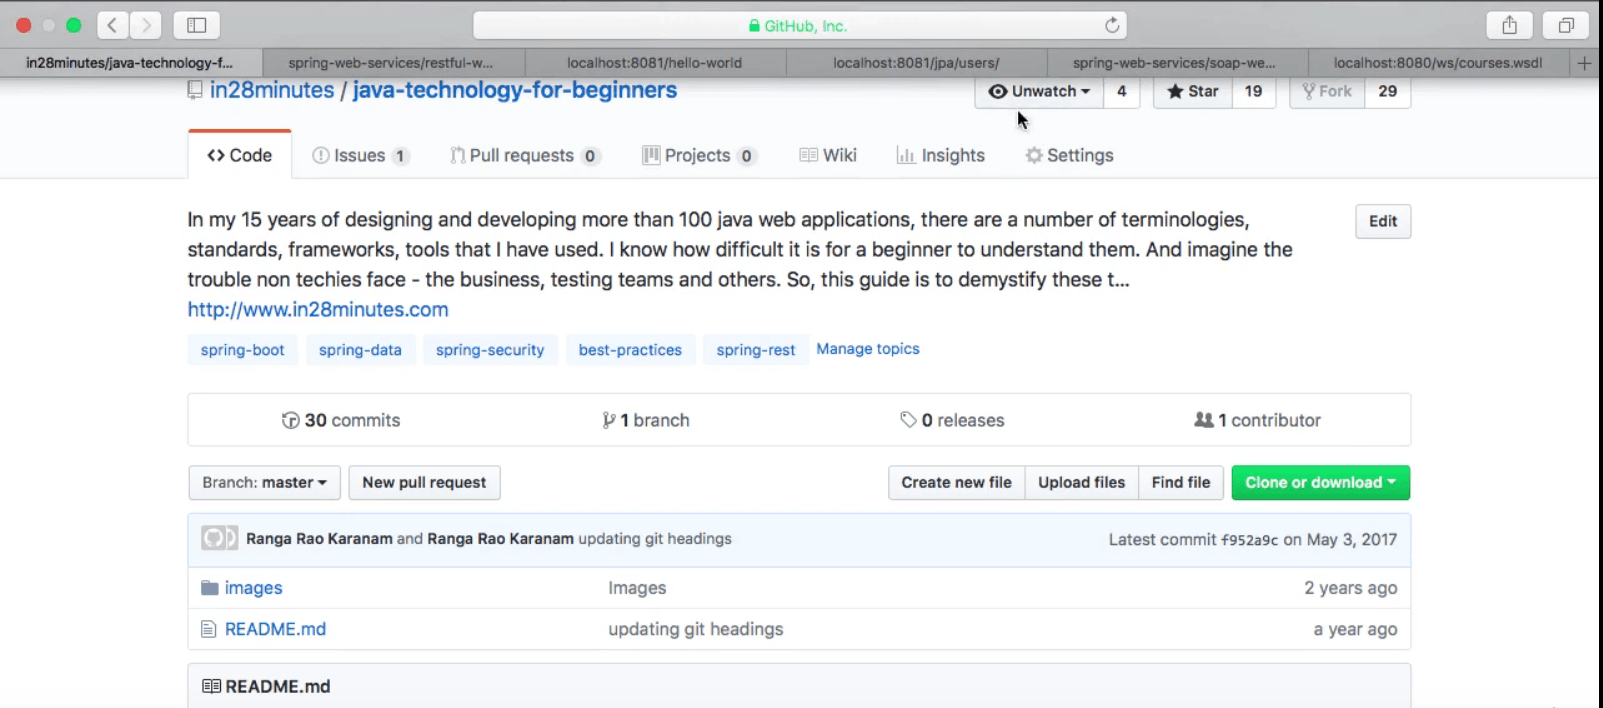 GitHub, Inc.
in28minutes/java-technology-f...
spring-web-services/restful-w...
localhost:8081/hello-world
localhost:8081/jpa/users/
spring-web-services/soap-we...
localhost:8080/ws/courses.wsdl
in28minutes / java-technology-for-beginners
Unwatch 4
Star 19
Fork 29
Code
Issues 1
Pull requests 0
Projects 0
Wiki
Insights
Settings
In my 15 years of designing and developing more than 100 java web applications, there are a number of terminologies,
standards, frameworks, tools that I have used. I know how difficult it is for a beginner to understand them. And imagine the
trouble non techies face - the business, testing teams and others. So, this guide is to demystify these t...
Edit
http://www.in28minutes.com
spring-boot spring-data spring-security best-practices spring-rest Manage topics
30 commits
1 branch
0 releases
1 contributor
Branch: master
New pull request
Create new file
Upload files
Find file
Clone or download
Ranga Rao Karanam and Ranga Rao Karanam updating git headings
Latest commit f952a9c on May 3, 2017
images Images 2 years ago
README.md updating git headings a year ago
README.md